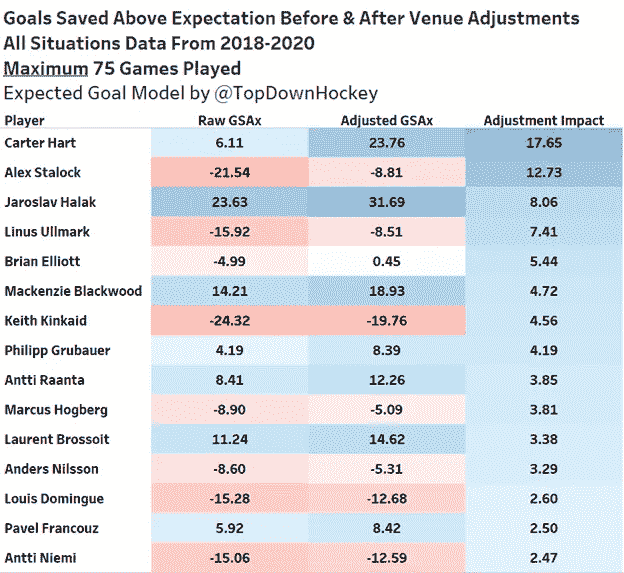 Goals Saved Above Expectation Before & After Venue Adjustments
All Situations Data From 2018-2020
Maximum 75 Games Played
Expected Goal Model by @TopDownHockey
Player Raw GSAx Adjusted GSAx Adjustment Impact
Carter Hart 6.11 23.76 17.65
Alex Stalock -21.54 -8.81 12.73
Jaroslav Halak 23.63 31.69 8.06
Linus Ullmark -15.92 -8.51 7.41
Brian Elliott -4.99 0.45 5.44
Mackenzie Blackwood 14.21 18.93 4.72
Keith Kinkaid -24.32 -19.76 4.56
Philipp Grubauer 4.19 8.39 4.19
Antti Raanta 8.41 12.26 3.85
Marcus Hogberg -8.90 -5.09 3.81
Laurent Brossoit 11.24 14.62 3.38
Anders Nilsson -8.60 -5.31 3.29
Louis Domingue -15.28 -12.68 2.60
Pavel Francouz 5.92 8.42 2.50
Antti Niemi -15.06 -12.59 2.47